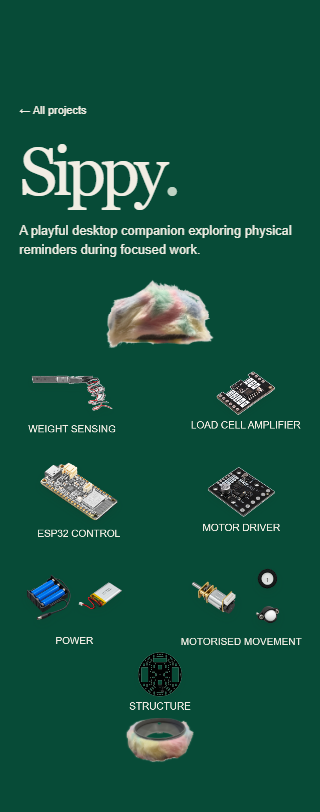 ← All projects
Sippy.
A playful desktop companion exploring physical
reminders during focused work.
WEIGHT SENSING
LOAD CELL AMPLIFIER
ESP32 CONTROL
MOTOR DRIVER
POWER
MOTORISED MOVEMENT
STRUCTURE